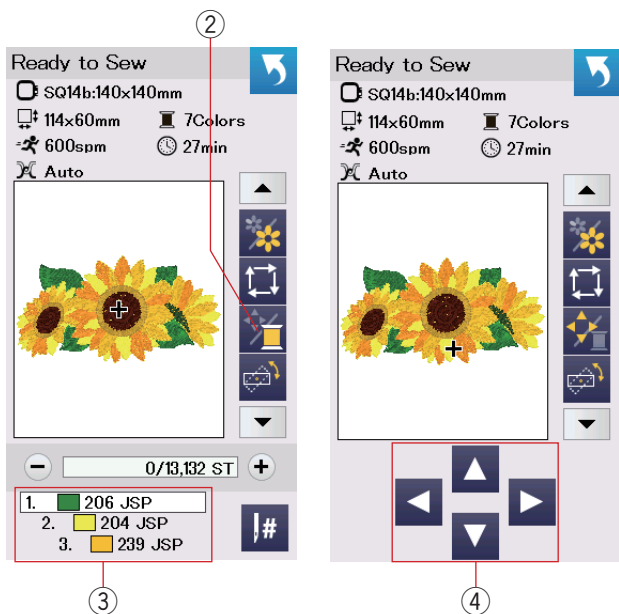 ②
Ready to Sew
SQ14b:140x140mm
114x60mm 7Colors
600spm 27min
Auto
0/13,132 ST
1. 206 JSP
2. 204 JSP
3. 239 JSP
#
③
Ready to Sew
SQ14b:140x140mm
114x60mm 7Colors
600spm 27min
Auto
④